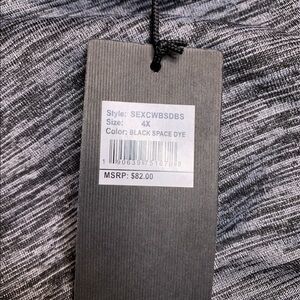 Style: SEXCWBSDBS
Size: 4X
Color: BLACK SPACE DYE
MSRP: $82.00